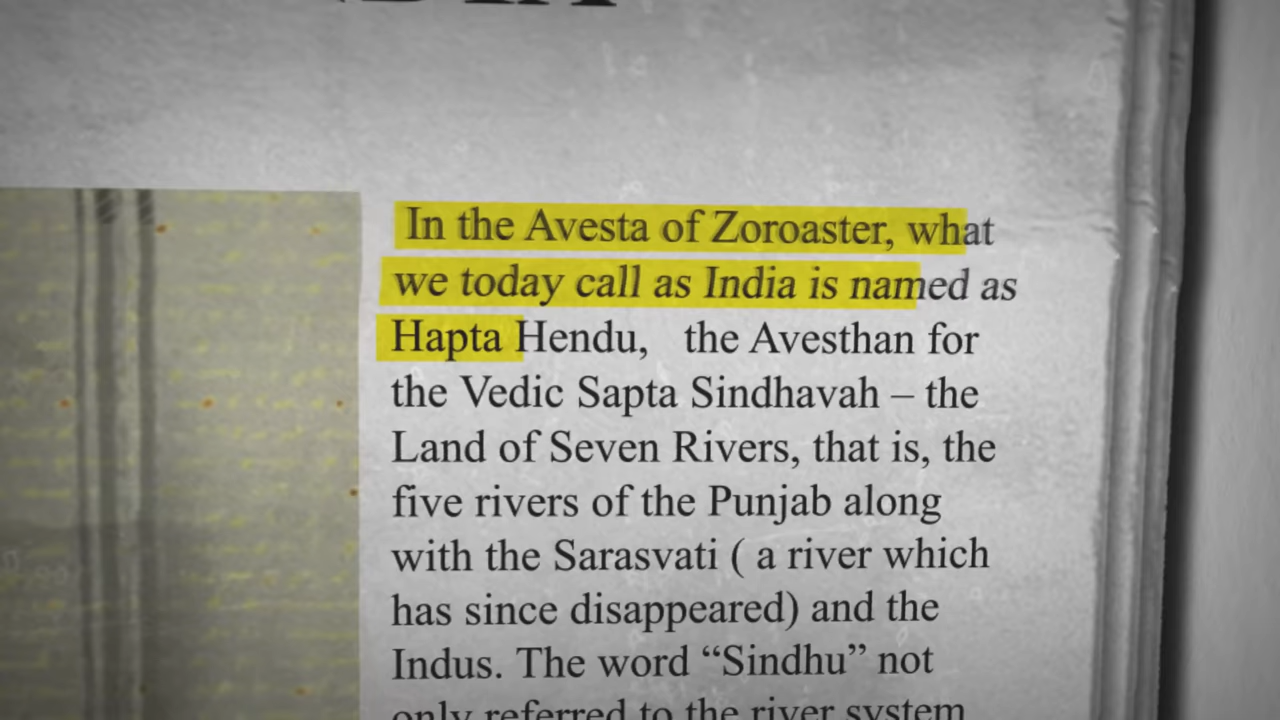 In the Avesta of Zoroaster, what
we today call as India is named as
Hapta Hendu, the Avesthan for
the Vedic Sapta Sindhavah – the
Land of Seven Rivers, that is, the
five rivers of the Punjab along
with the Sarasvati ( a river which
has since disappeared) and the
Indus. The word “Sindhu” not
only referred to the river system